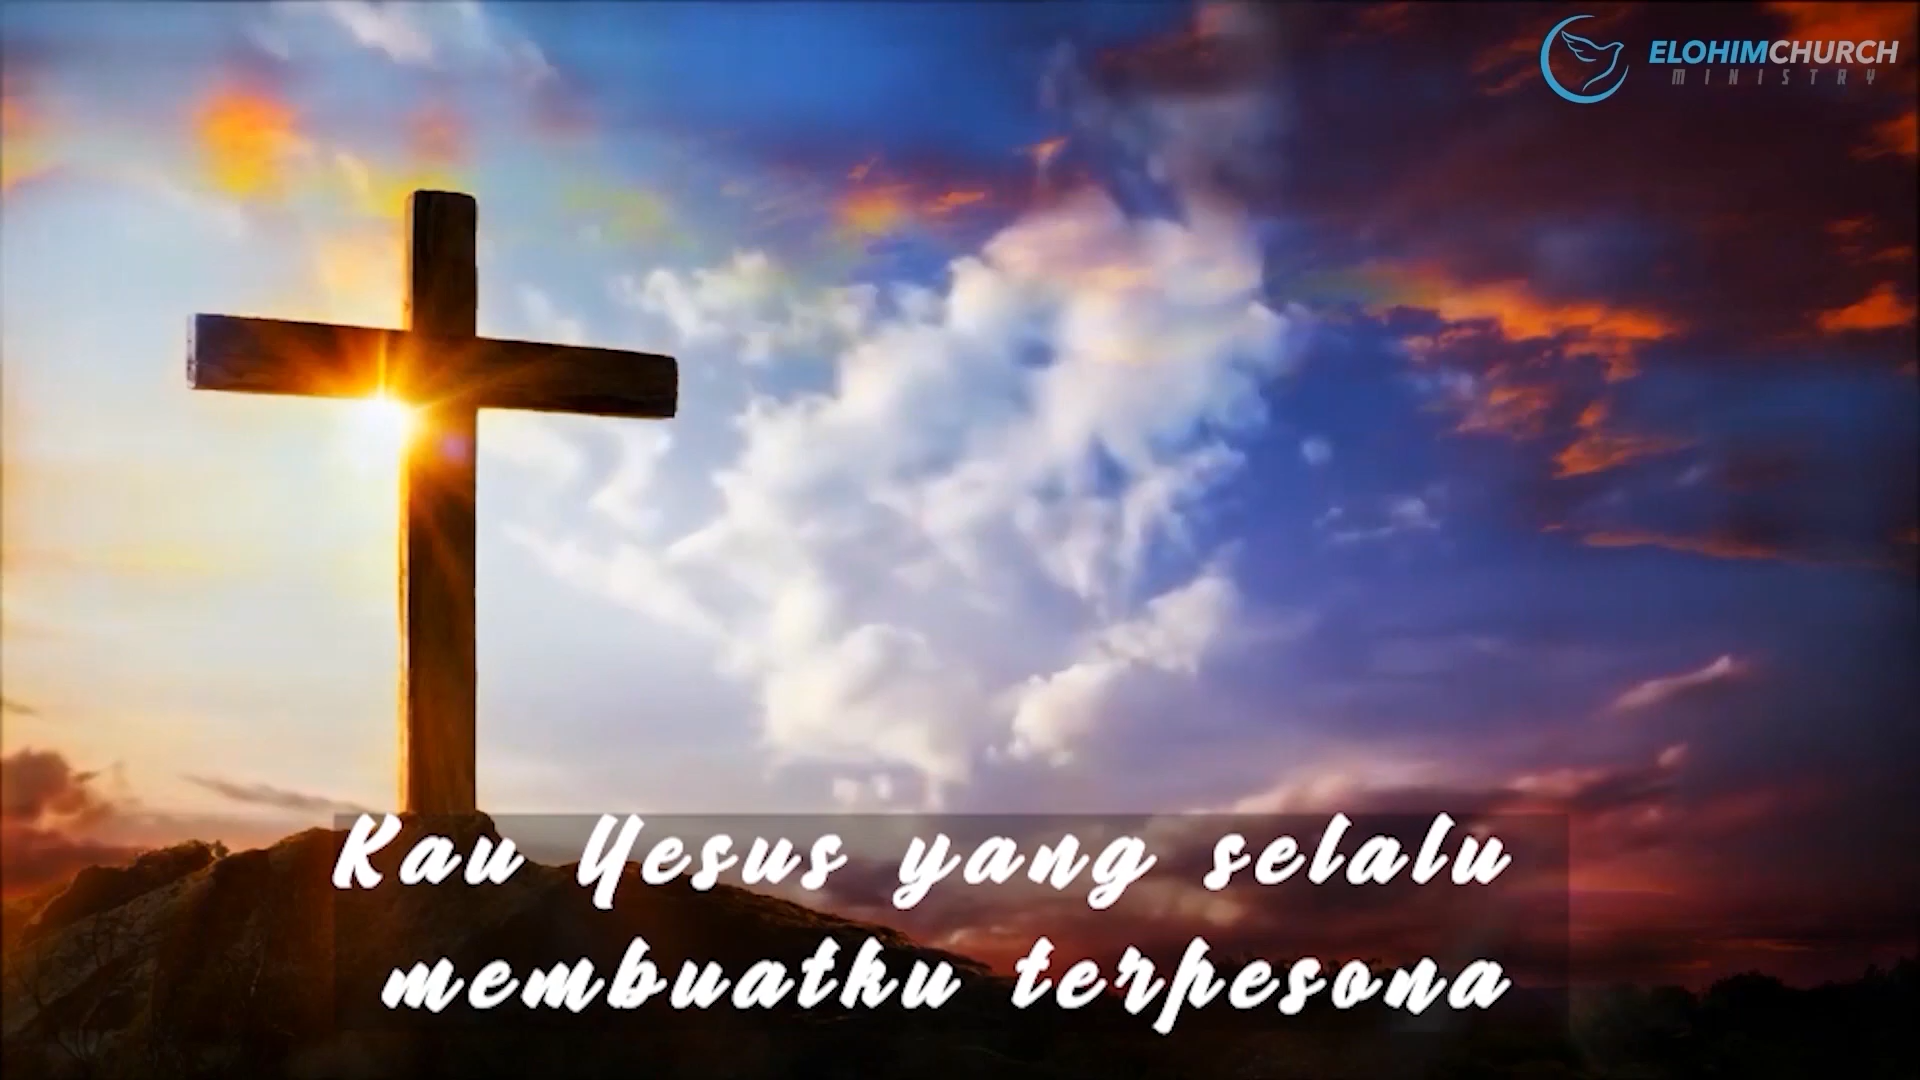 ELOHIMCHURCH
MINISTRY
Kau Yesus yang selalu
membuatku terpesona